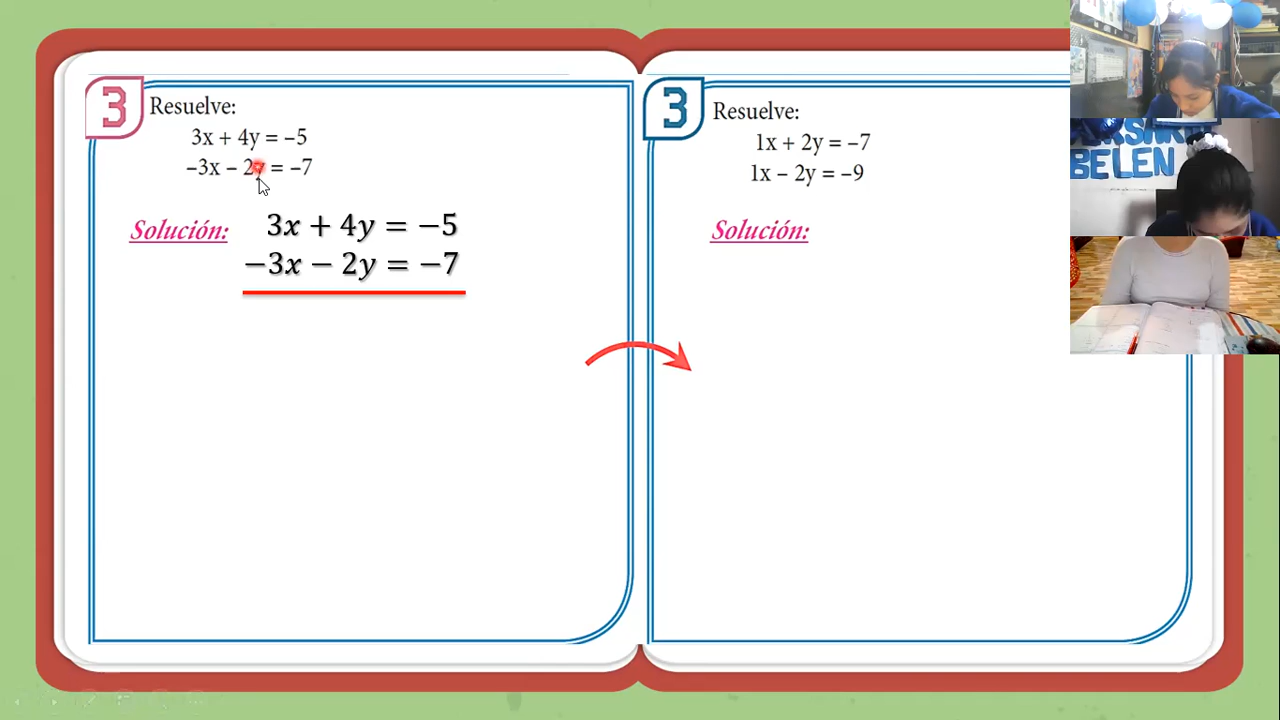 3
Resuelve:
3x + 4y = –5
–3x – 2y = –7
Solución:
3x + 4y = −5
−3x − 2y = −7
3
Resuelve:
1x + 2y = –7
1x – 2y = –9
Solución:
BELEN